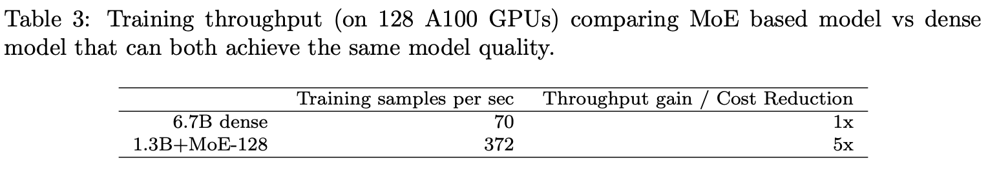 Table 3: Training throughput (on 128 A100 GPUs) comparing MoE based model vs dense
model that can both achieve the same model quality.
Training samples per sec Throughput gain / Cost Reduction
6.7B dense 70 1x
1.3B+MoE-128 372 5x